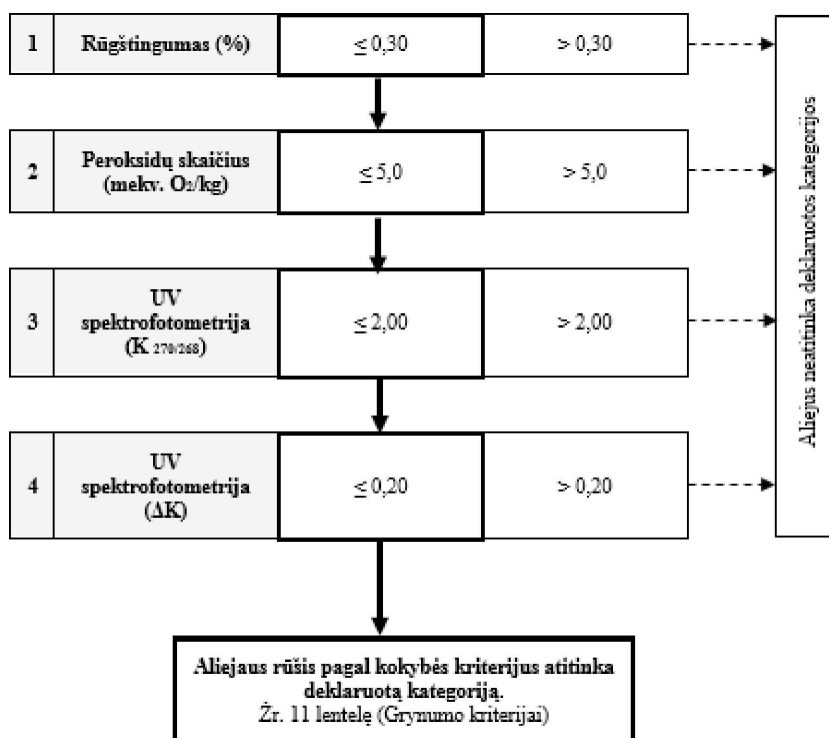 1 Rūgštingumas (%) ≤ 0,30 > 0,30
2 Peroksidų skaičius
(mekv. O2/kg) ≤ 5,0 > 5,0
3 UV
spektrofotometrija
(K 270/268) ≤ 2,00 > 2,00
4 UV
spektrofotometrija
(ΔK) ≤ 0,20 > 0,20
Aliejus neatitinka deklaruotos kategorijos
Aliejaus rūšis pagal kokybės kriterijus atitinka
deklaruotą kategoriją.
Žr. 11 lentelę (Grynumo kriterijai)